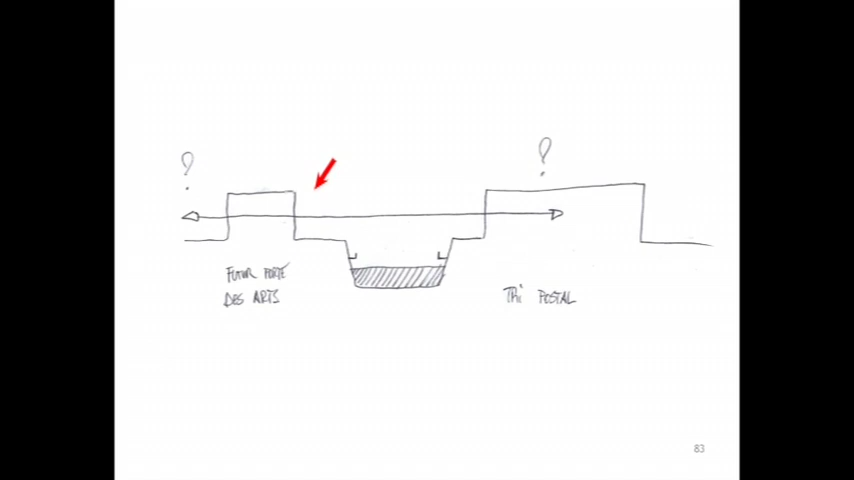 ?
?
FUTUR PORTE
DES ARTS
TRI POSTAL
83